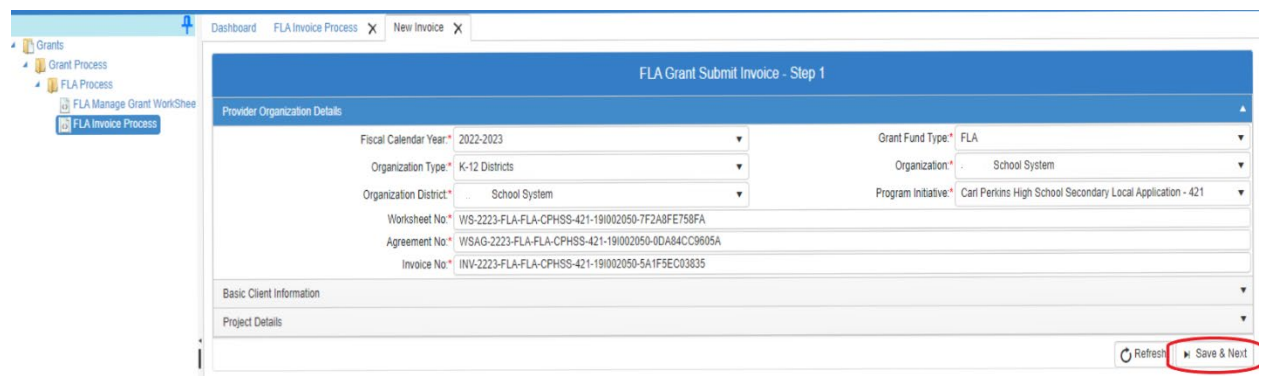 Dashboard FLA Invoice Process X New Invoice X
Grants
Grant Process
FLA Process
FLA Manage Grant WorkShee
FLA Invoice Process
FLA Grant Submit Invoice - Step 1
Provider Organization Details
Fiscal Calendar Year:* 2022-2023 Grant Fund Type:* FLA
Organization Type:* K-12 Districts Organization:* School System
Organization District:* School System Program Initiative:* Carl Perkins High School Secondary Local Application - 421
Worksheet No:* WS-2223-FLA-FLA-CPHSS-421-19I002050-7F2A8FE758FA
Agreement No:* WSAG-2223-FLA-FLA-CPHSS-421-19I002050-0DA84CC9605A
Invoice No:* INV-2223-FLA-FLA-CPHSS-421-19I002050-5A1F5EC03835
Basic Client Information
Project Details
Refresh Save & Next